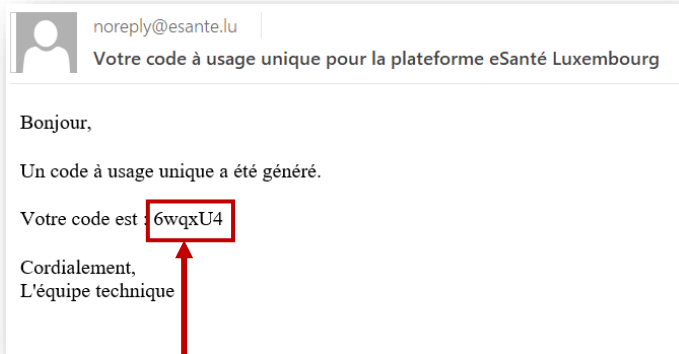 noreply@esante.lu
Votre code à usage unique pour la plateforme eSanté Luxembourg
Bonjour,
Un code à usage unique a été généré.
Votre code est : 6wqxU4
Cordialement,
L'équipe technique